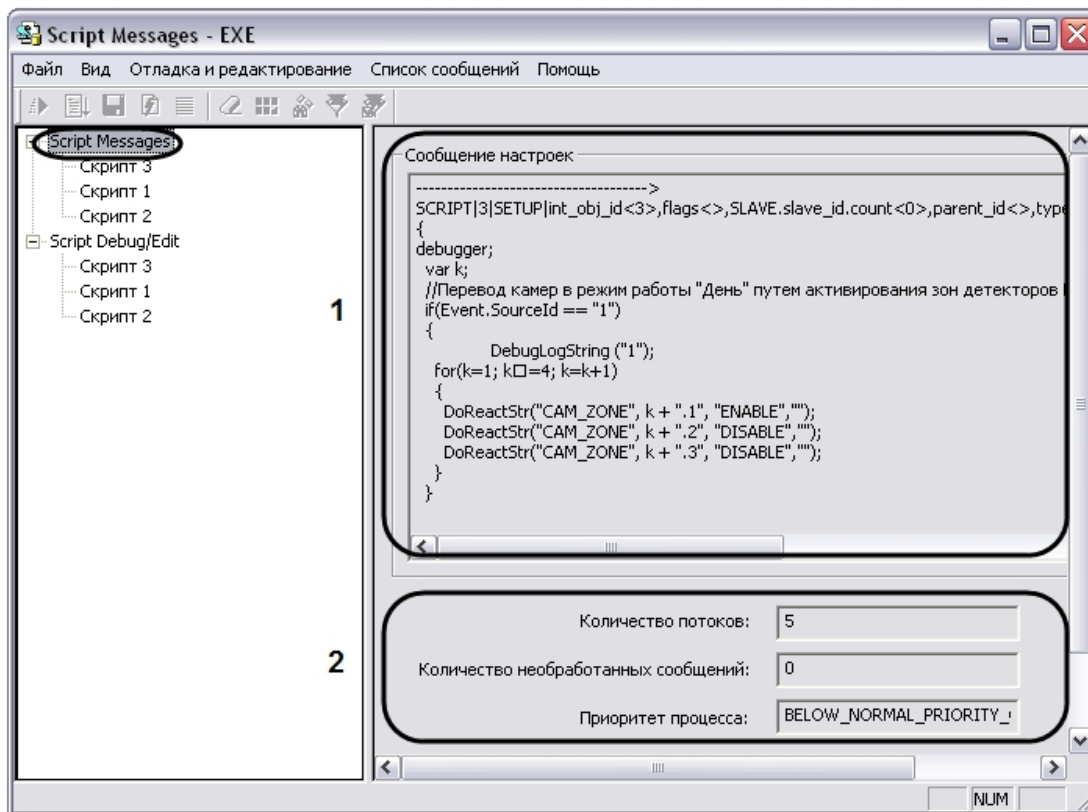 Script Messages - EXE
Файл Вид Отладка и редактирование Список сообщений Помощь
Script Messages
Скрипт 3
Скрипт 1
Скрипт 2
Script Debug/Edit
Скрипт 3
Скрипт 1
Скрипт 2
1
Сообщение настроек
------------------------------------->
SCRIPT|3|SETUP|int_obj_id<3>,flags<>,SLAVE.slave_id.count<0>,parent_id<>,type
{
debugger;
var k;
//Перевод камер в режим работы "День" путем активирования зон детекторов
if(Event.SourceId == "1")
{
DebugLogString ("1");
for(k=1; k□=4; k=k+1)
{
DoReactStr("CAM_ZONE", k + ".1", "ENABLE","");
DoReactStr("CAM_ZONE", k + ".2", "DISABLE","");
DoReactStr("CAM_ZONE", k + ".3", "DISABLE","");
}
}
2
Количество потоков: 5
Количество необработанных сообщений: 0
Приоритет процесса: BELOW_NORMAL_PRIORITY_
NUM